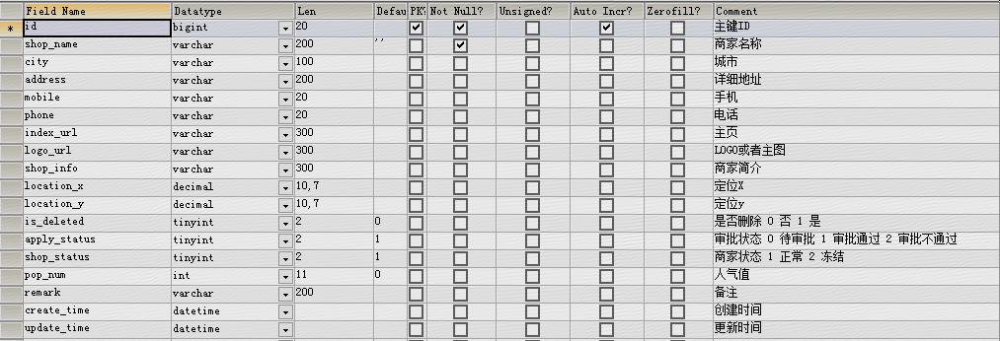 Field Name Datatype Len Defau PK? Not Null? Unsigned? Auto Incr? Zerofill? Comment
* id bigint 20 主键ID
shop_name varchar 200 '' 商家名称
city varchar 100 城市
address varchar 200 详细地址
mobile varchar 20 手机
phone varchar 20 电话
index_url varchar 300 主页
logo_url varchar 300 LOGO或者主图
shop_info varchar 300 商家简介
location_x decimal 10,7 定位X
location_y decimal 10,7 定位y
is_deleted tinyint 2 0 是否删除 0 否 1 是
apply_status tinyint 2 1 审批状态 0 待审批 1 审批通过 2 审批不通过
shop_status tinyint 2 1 商家状态 1 正常 2 冻结
pop_num int 11 0 人气值
remark varchar 200 备注
create_time datetime 创建时间
update_time datetime 更新时间